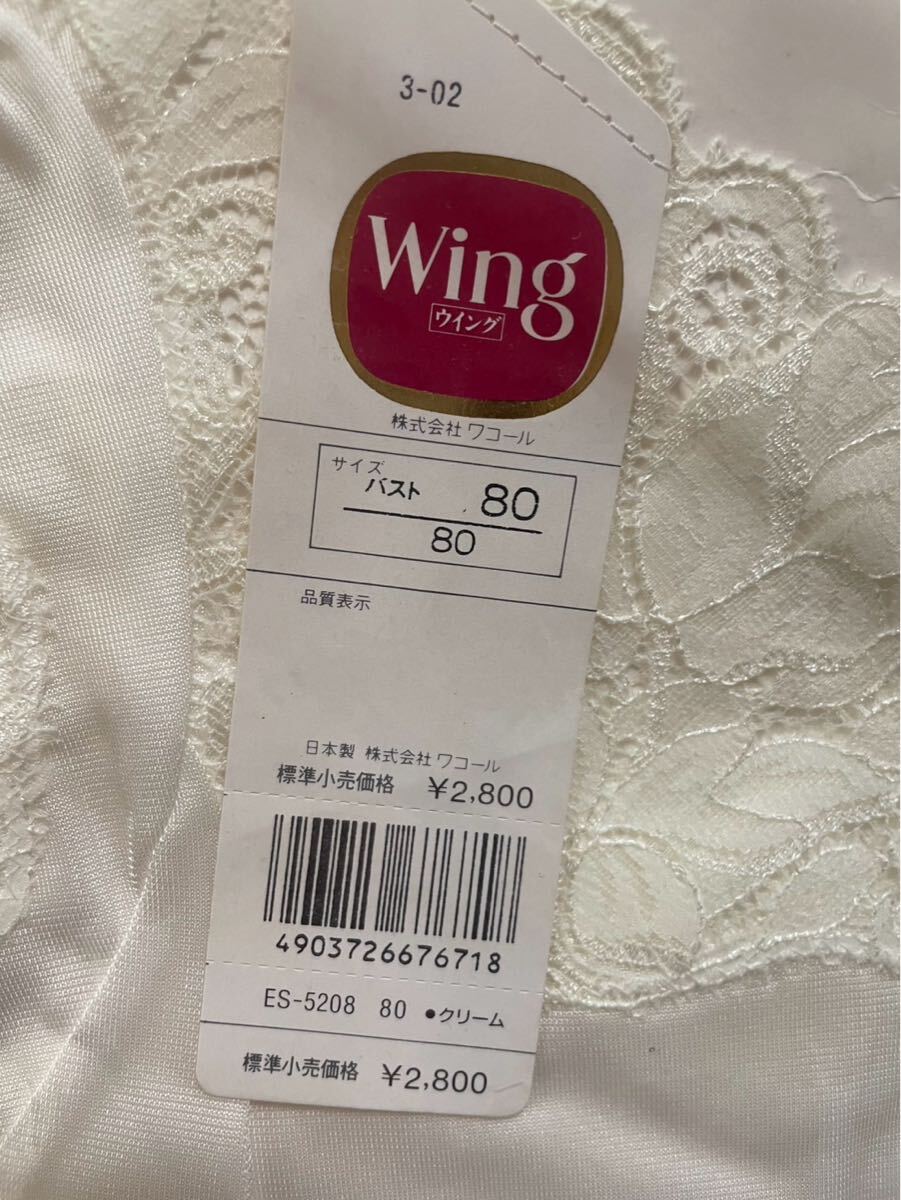 3-02
Wing
ウイング
株式会社 ワコール
サイズ
バスト 80
80
品質表示
日本製 株式会社 ワコール
標準小売価格 ¥2,800
4903726676718
ES-5208 80 ●クリーム
標準小売価格 ¥2,800